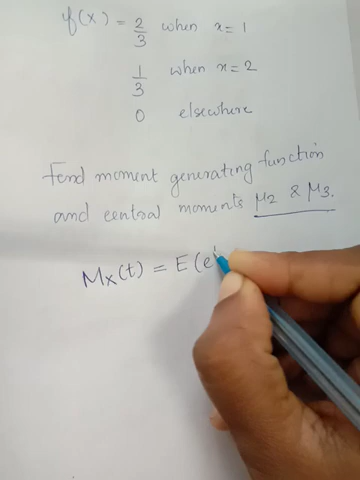 f(x) = 2/3 when x = 1
1/3 when x = 2
0 elsewhere
Find moment generating function
and central moments μ2 & μ3.
Mx(t) = E(e